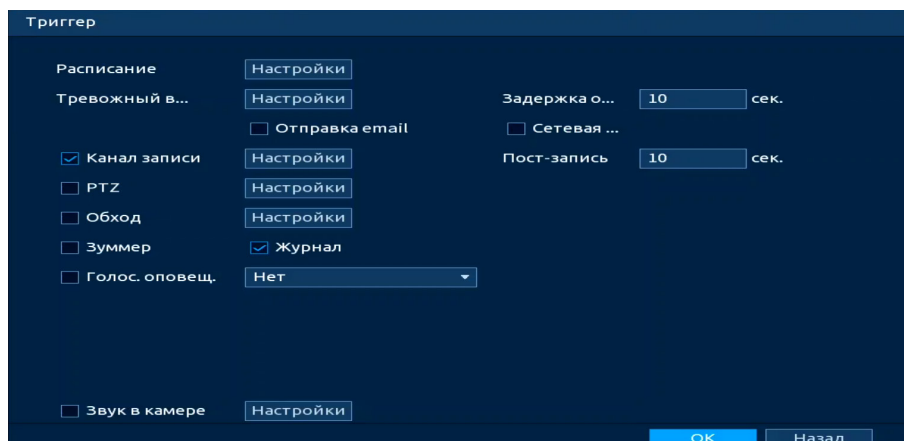 Триггер
Расписание Настройки
Тревожный в... Настройки Задержка о... 10 сек.
Отправка email Сетевая ...
Канал записи Настройки Пост-запись 10 сек.
PTZ Настройки
Обход Настройки
Зуммер Журнал
Голос. оповещ. Нет
Звук в камере Настройки
OK Назад